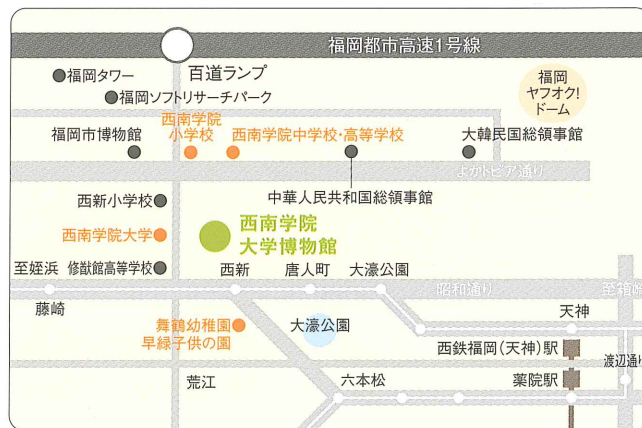 福岡都市高速1号線
百道ランプ
福岡タワー
福岡ソフトリサーチパーク
福岡
ヤフオク!
ドーム
西南学院
小学校
西南学院中学校・高等学校
福岡市博物館
大韓民国総領事館
よかトピア通り
中華人民共和国総領事館
西新小学校
西南学院大学
西南学院
大学博物館
至姪浜
修猷館高等学校
西新
唐人町
大濠公園
昭和通り
至箱崎
藤崎
天神
舞鶴幼稚園
早緑子供の園
大濠公園
西鉄福岡(天神)駅
渡辺通り
荒江
六本松
薬院駅